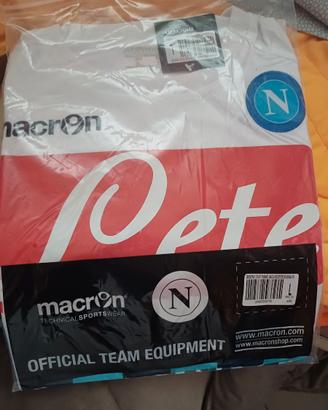 N
macron
Pete
macron
TECHNICAL SPORTSWEAR
N
L
www.macron.com
www.macronshop.com
OFFICIAL TEAM EQUIPMENT